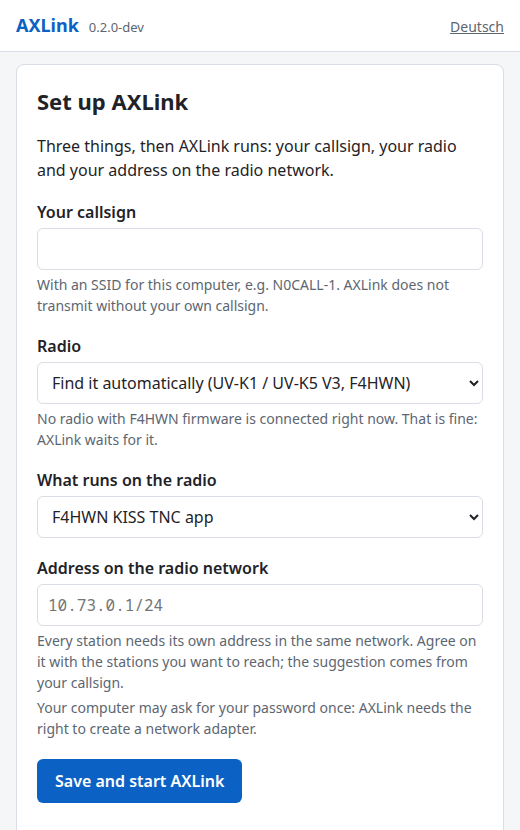 AXLink 0.2.0-dev Deutsch
Set up AXLink
Three things, then AXLink runs: your callsign, your radio
and your address on the radio network.
Your callsign
With an SSID for this computer, e.g. N0CALL-1. AXLink does not
transmit without your own callsign.
Radio
Find it automatically (UV-K1 / UV-K5 V3, F4HWN)
No radio with F4HWN firmware is connected right now. That is fine:
AXLink waits for it.
What runs on the radio
F4HWN KISS TNC app
Address on the radio network
10.73.0.1/24
Every station needs its own address in the same network. Agree on
it with the stations you want to reach; the suggestion comes from
your callsign.
Your computer may ask for your password once: AXLink needs the
right to create a network adapter.
Save and start AXLink